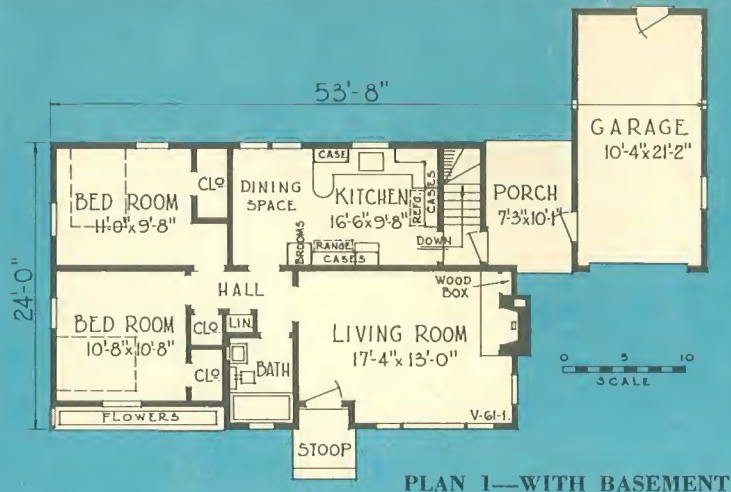 53'-8"
GARAGE
10'-4"x21'-2"
CLO
CASE
DINING
SPACE
KITCHEN
16'-6"x9'-8"
REFG.
CASES
BED ROOM
11'-0"x9'-8"
PORCH
7'-3"x10'-1"
BROOMS
RANGE
CASES
DOWN
24'-0"
HALL
WOOD
BOX
BED ROOM
10'-8"x10'-8"
CLO
LIN.
LIVING ROOM
17'-4"x13'-0"
BATH
CLO
0 5 10
SCALE
FLOWERS
V-61-1.
STOOP
PLAN 1—WITH BASEMENT